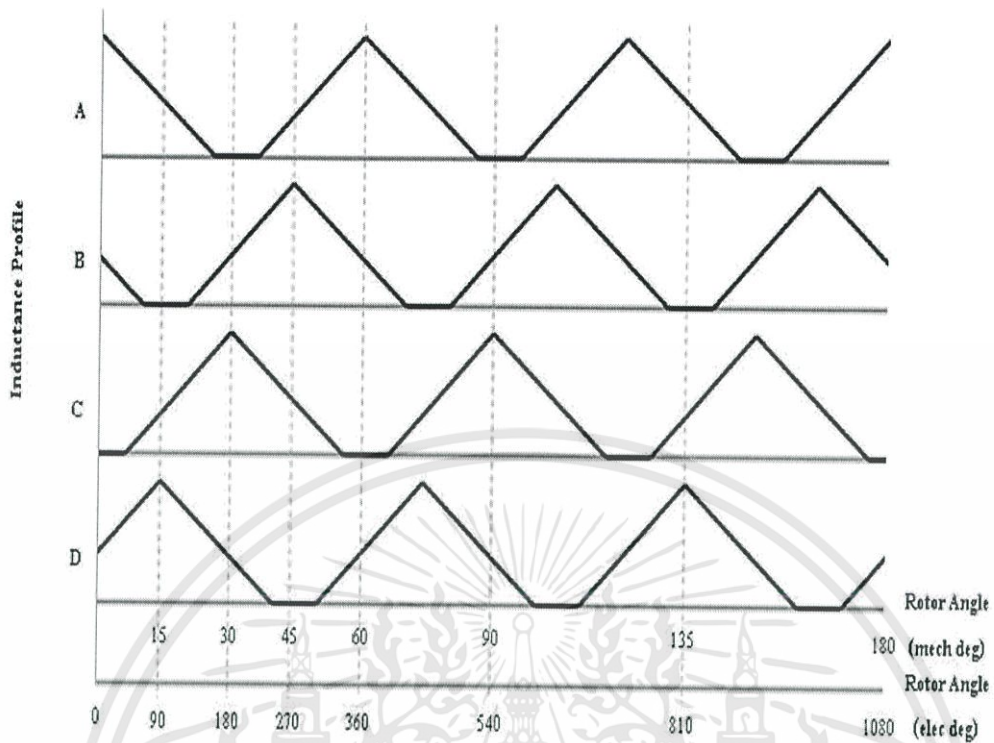 Inductance Profile
A
B
C
D
Rotor Angle
15 30 45 60 90 135 180 (mech deg)
Rotor Angle
0 90 180 270 360 540 810 1080 (elec deg)